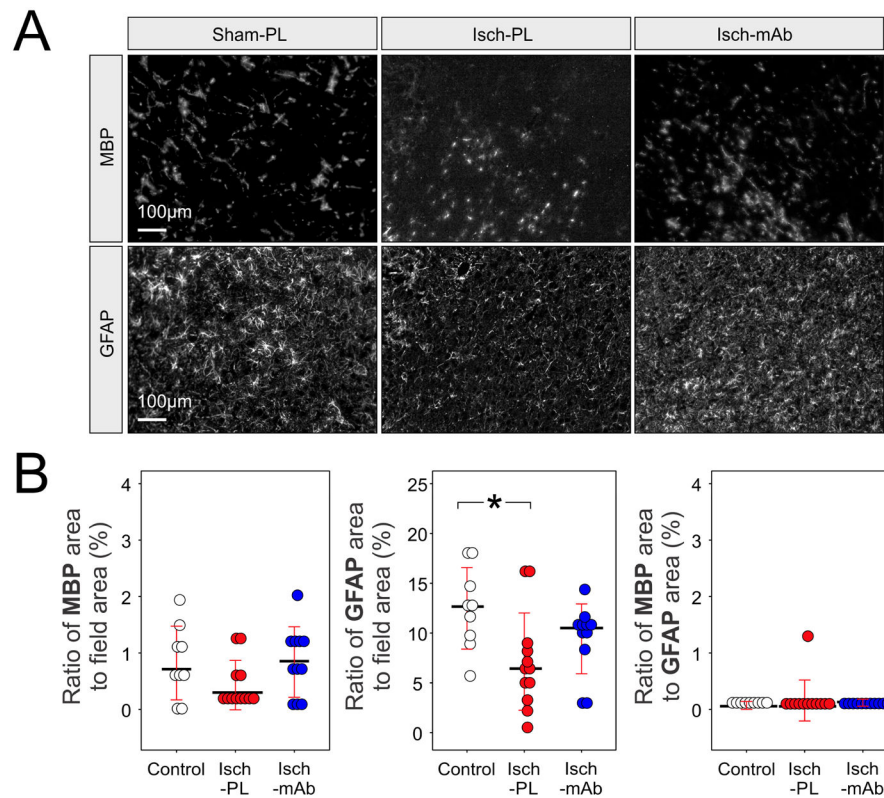 A
Sham-PL
Isch-PL
Isch-mAb
MBP
100µm
GFAP
100µm
B
Ratio of MBP area
to field area (%)
4
3
2
1
0
Control
Isch
-PL
Isch
-mAb
Ratio of GFAP area
to field area (%)
25
20
15
10
5
0
*
Control
Isch
-PL
Isch
-mAb
Ratio of MBP area
to GFAP area (%)
4
3
2
1
0
Control
Isch
-PL
Isch
-mAb